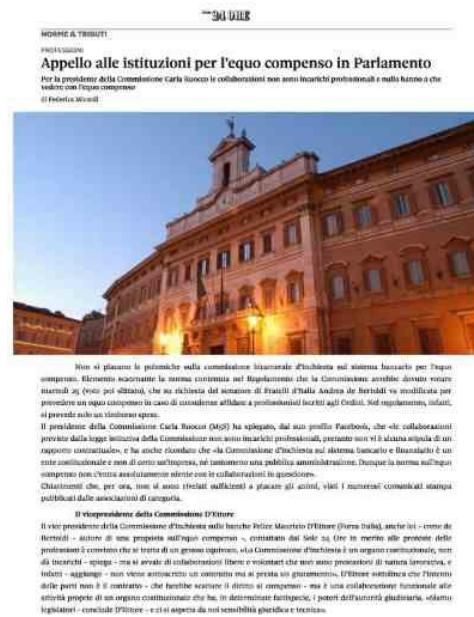 24 ORE
NORME & TRIBUTI
PROFESSIONI
Appello alle istituzioni per l'equo compenso in Parlamento
Per la presidente della Commissione Carla Ruocco le collaborazioni non sono incarichi professionali e nulla hanno a che
vedere con l'equo compenso
di Federica Micardi
Non si placano le polemiche sulla commissione bicamerale d'inchiesta sul sistema bancario per l'equo
compenso. Elemento scatenante la norma contenuta nel Regolamento che la Commissione avrebbe dovuto votare
martedì 25 (voto poi slittato), che su richiesta del senatore di Fratelli d'Italia Andrea de Bertoldi va modificata per
prevedere un equo compenso in caso di consulenze affidate a professionisti iscritti agli Ordini. Nel regolamento, infatti,
si prevede solo un rimborso spese.
Il presidente della Commissione Carla Ruocco (M5S) ha spiegato, dal suo profilo Facebook, che «le collaborazioni
previste dalla legge istitutiva della Commissione non sono incarichi professionali, pertanto non vi è alcuna stipula di un
rapporto contrattuale», e ha anche ricordato che «la Commissione d'inchiesta sul sistema bancario e finanziario è un
ente costituzionale e non di certo un'impresa, né tantomeno una pubblica amministrazione. Dunque la norma sull'equo
compenso non c'entra assolutamente niente con le collaborazioni in questione».
Chiarimenti che, per ora, non si sono rivelati sufficienti a placare gli animi, visti i numerosi comunicati stampa
pubblicati dalle associazioni di categoria.
Il vicepresidente della Commissione D'Ettore
Il vice presidente della Commissione d'inchiesta sulle banche Felice Maurizio D'Ettore (Forza Italia), anche lui - come de
Bertoldi - autore di una proposta sull'equo compenso -, contattato dal Sole 24 Ore in merito alle proteste delle
professioni è convinto che si tratta di un grosso equivoco. «La Commissione d'inchiesta è un organo costituzionale, non
dà incarichi - spiega - ma si avvale di collaborazioni libere e volontari che non sono prestazioni di natura lavorativa, e
infatti - aggiunge - non viene sottoscritto un contratto ma si presta un giuramento». D'Ettore sottolinea che l'intento
delle parti non è il contratto - che farebbe scattare il diritto al compenso - ma è una collaborazione funzionale alle
attività proprie di un organo costituzionale che ha, in determinate fattispecie, i poteri dell'autorità giudiziaria. «Siamo
legislatori - conclude D'Ettore - e ci si aspetta da noi sensibilità giuridica e tecnica».